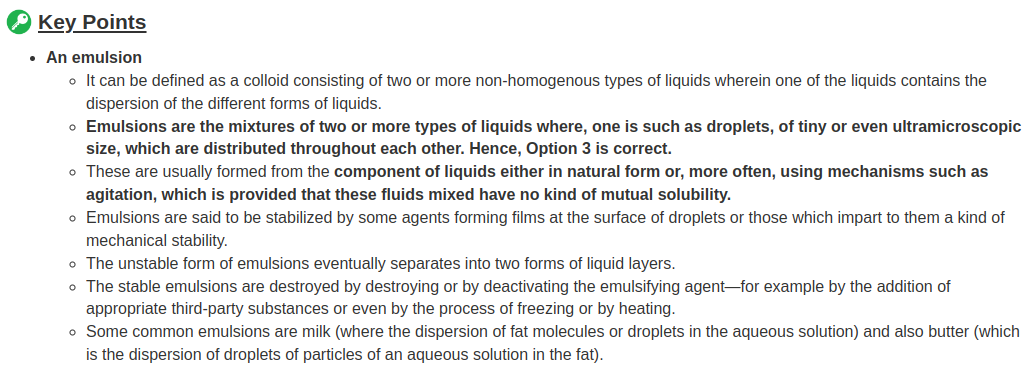 Key Points
• An emulsion
○ It can be defined as a colloid consisting of two or more non-homogenous types of liquids wherein one of the liquids contains the
dispersion of the different forms of liquids.
○ Emulsions are the mixtures of two or more types of liquids where, one is such as droplets, of tiny or even ultramicroscopic
size, which are distributed throughout each other. Hence, Option 3 is correct.
○ These are usually formed from the component of liquids either in natural form or, more often, using mechanisms such as
agitation, which is provided that these fluids mixed have no kind of mutual solubility.
○ Emulsions are said to be stabilized by some agents forming films at the surface of droplets or those which impart to them a kind of
mechanical stability.
○ The unstable form of emulsions eventually separates into two forms of liquid layers.
○ The stable emulsions are destroyed by destroying or by deactivating the emulsifying agent—for example by the addition of
appropriate third-party substances or even by the process of freezing or by heating.
○ Some common emulsions are milk (where the dispersion of fat molecules or droplets in the aqueous solution) and also butter (which
is the dispersion of droplets of particles of an aqueous solution in the fat).